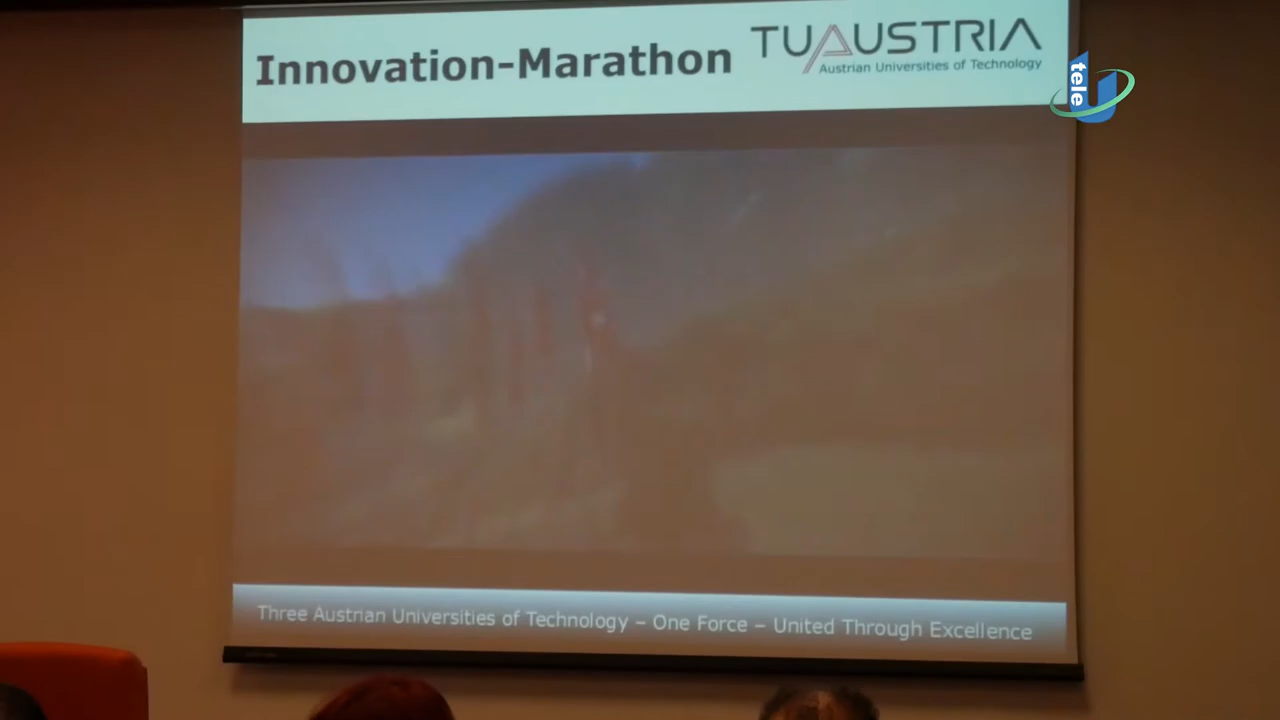 Innovation-Marathon
TU AUSTRIA
Austrian Universities of Technology
tele U
Three Austrian Universities of Technology – One Force – United Through Excellence